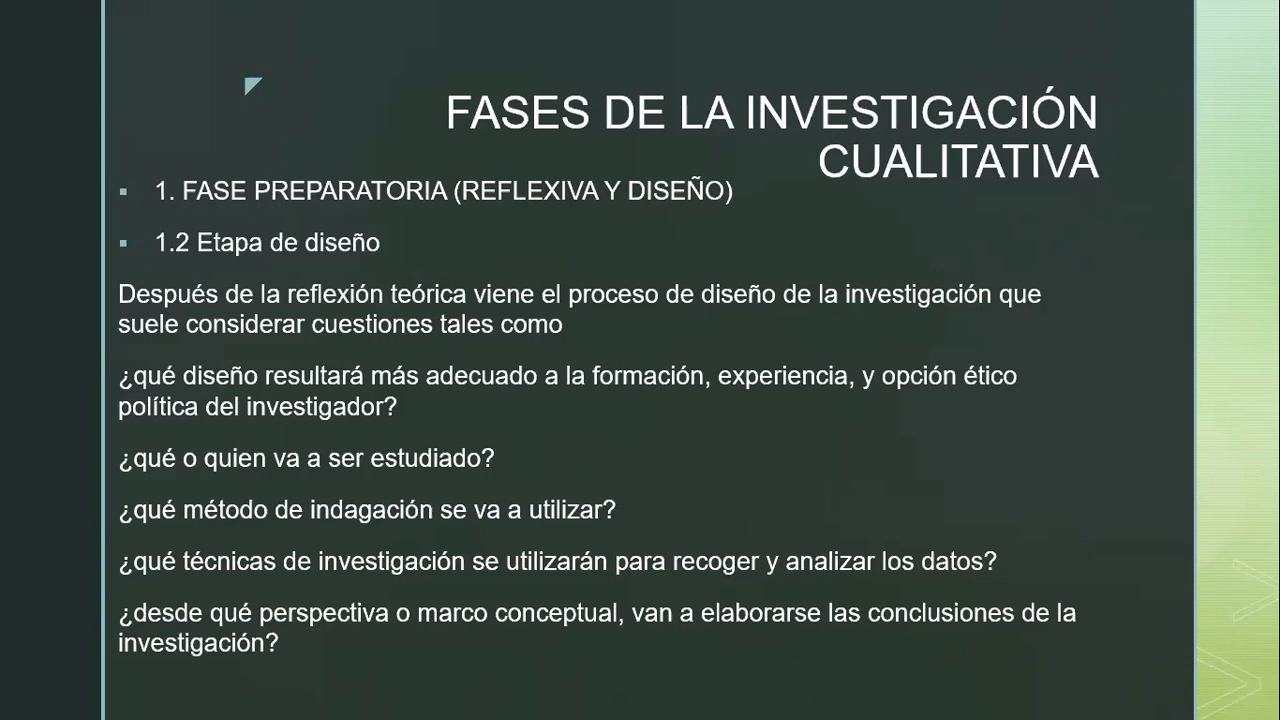 FASES DE LA INVESTIGACIÓN
CUALITATIVA
1. FASE PREPARATORIA (REFLEXIVA Y DISEÑO)
1.2 Etapa de diseño
Después de la reflexión teórica viene el proceso de diseño de la investigación que
suele considerar cuestiones tales como
¿qué diseño resultará más adecuado a la formación, experiencia, y opción ético
política del investigador?
¿qué o quien va a ser estudiado?
¿qué método de indagación se va a utilizar?
¿qué técnicas de investigación se utilizarán para recoger y analizar los datos?
¿desde qué perspectiva o marco conceptual, van a elaborarse las conclusiones de la
investigación?